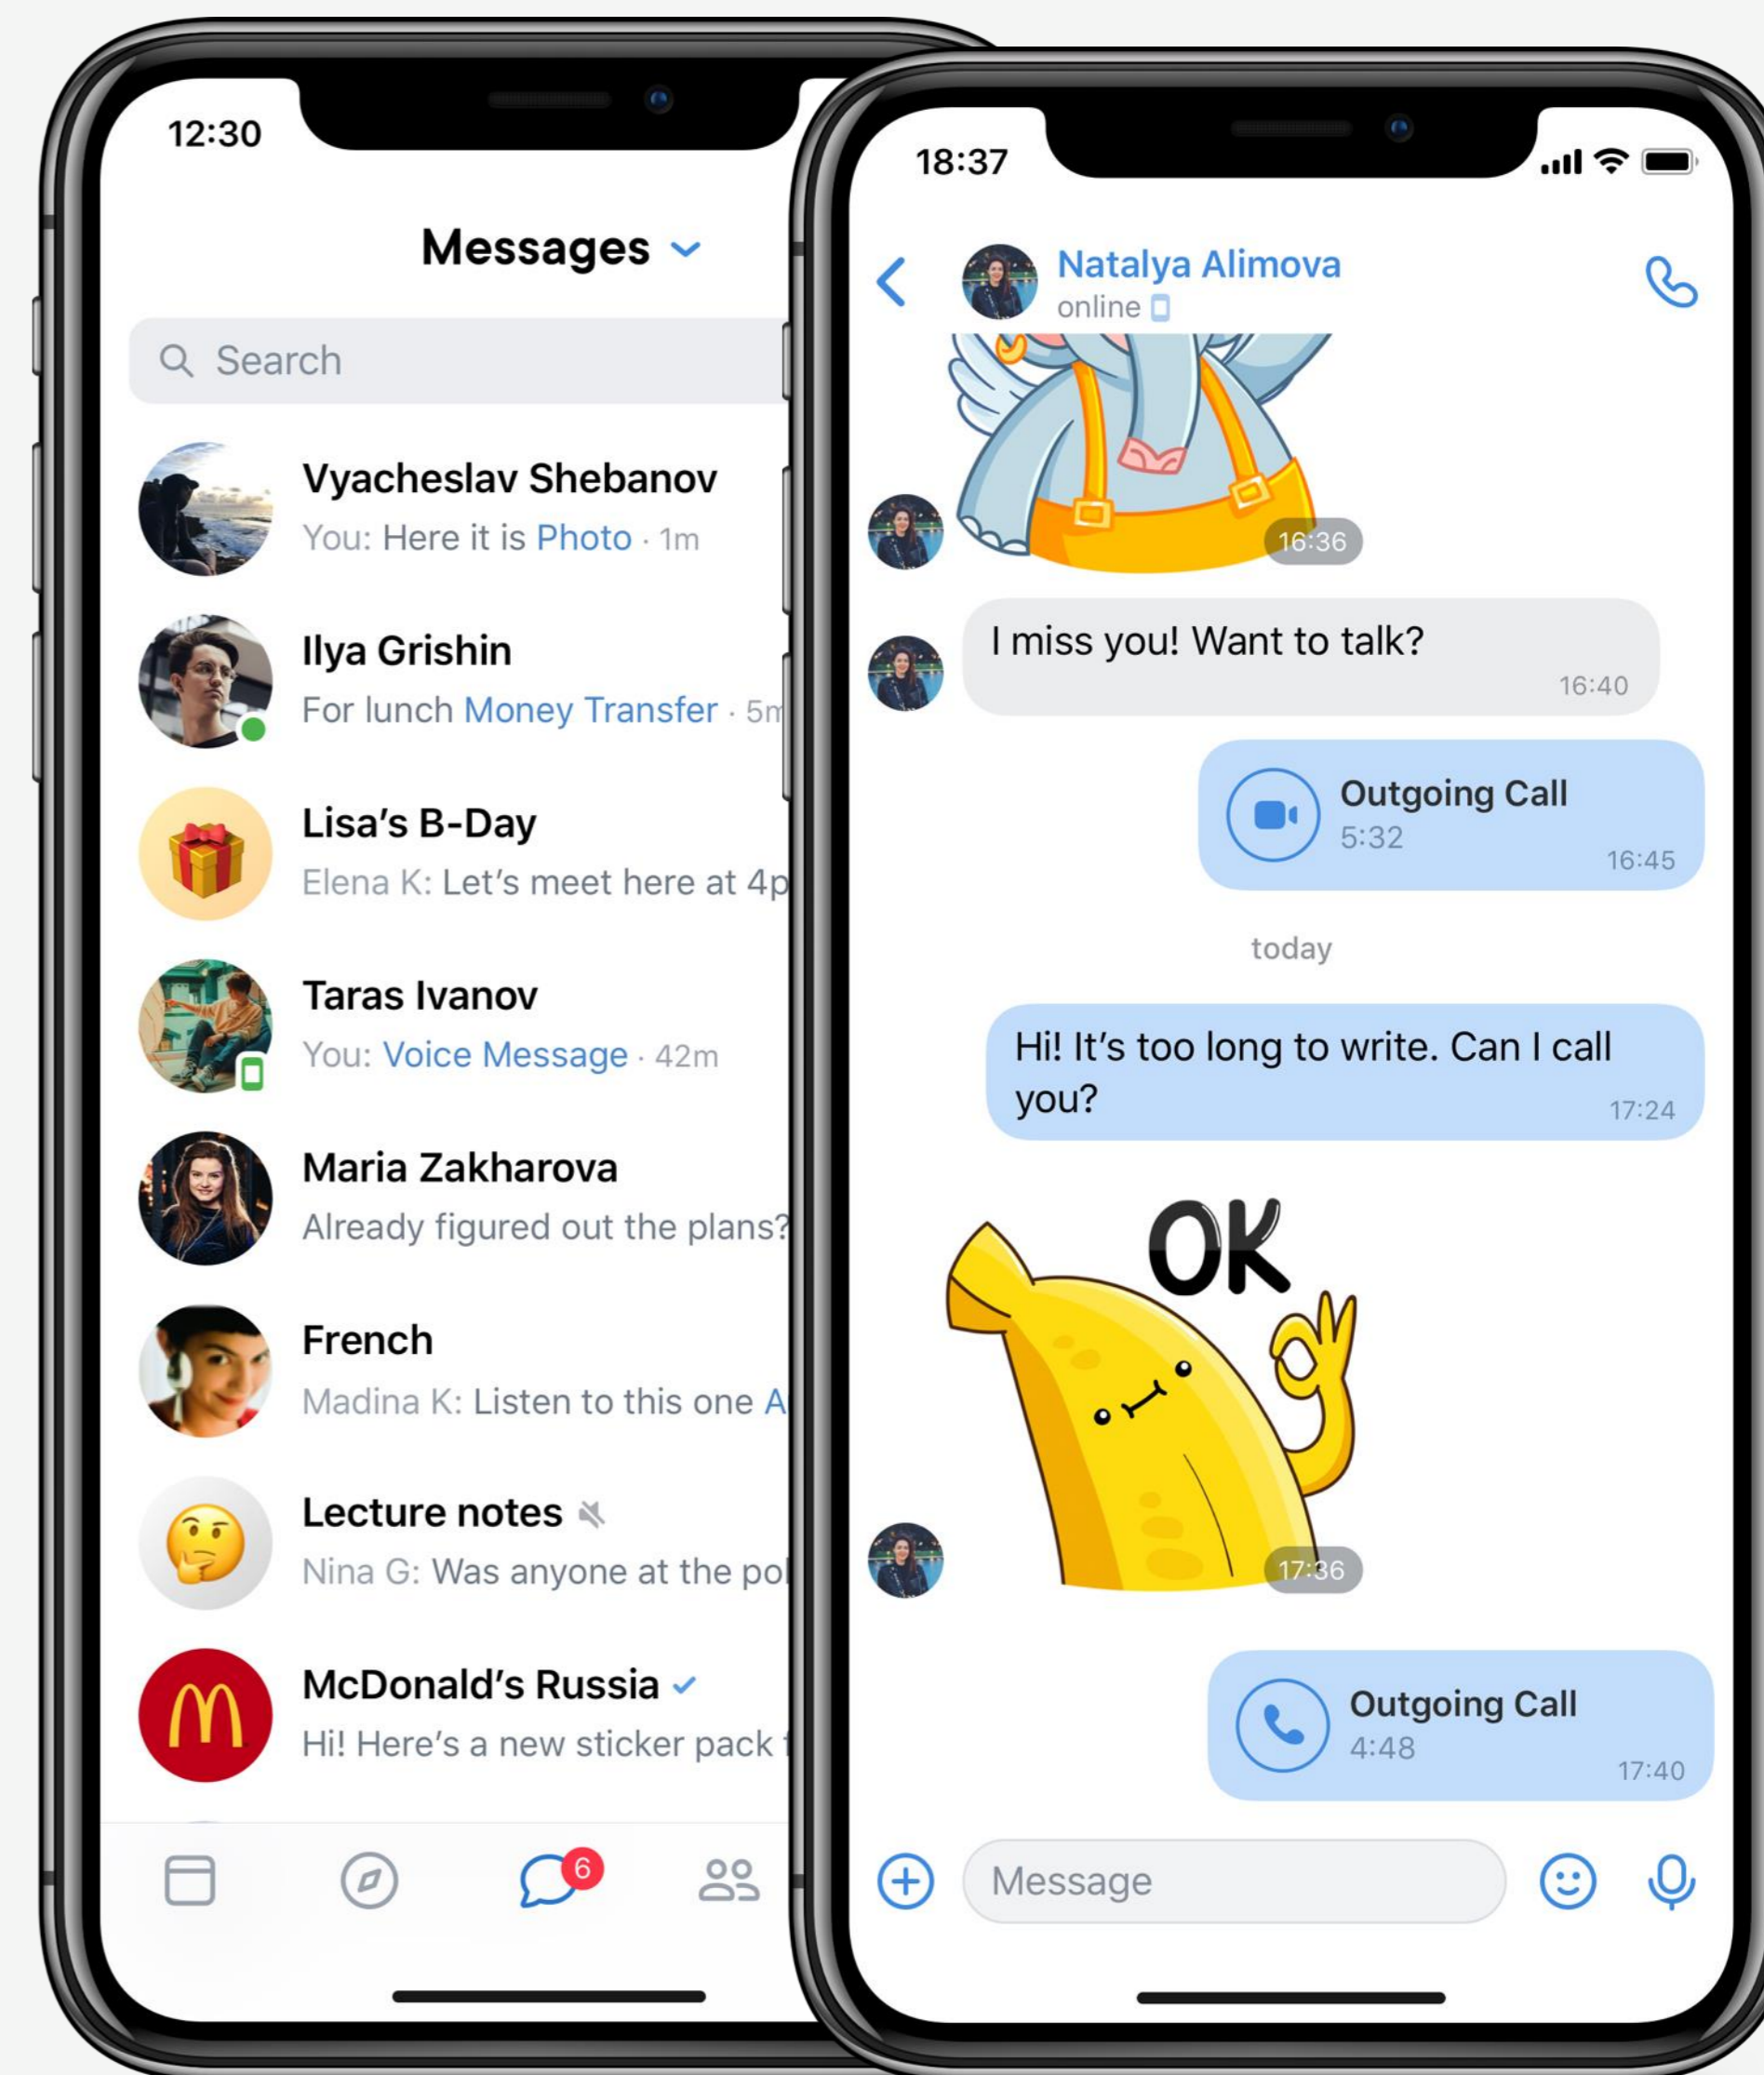 12:30
Messages
Search
Vyacheslav Shebanov
You: Here it is Photo · 1m
Ilya Grishin
For lunch Money Transfer · 5m
Lisa’s B-Day
Elena K: Let’s meet here at 4p
Taras Ivanov
You: Voice Message · 42m
Maria Zakharova
Already figured out the plans?
French
Madina K: Listen to this one A
Lecture notes
Nina G: Was anyone at the
McDonald’s Russia
Hi! Here’s a new sticker pack
6
18:37
Natalya Alimova
online
16:36
I miss you! Want to talk?
16:40
Outgoing Call
5:32
16:45
today
Hi! It’s too long to write. Can I call
you?
17:24
OK
17:36
Outgoing Call
4:48
17:40
Message